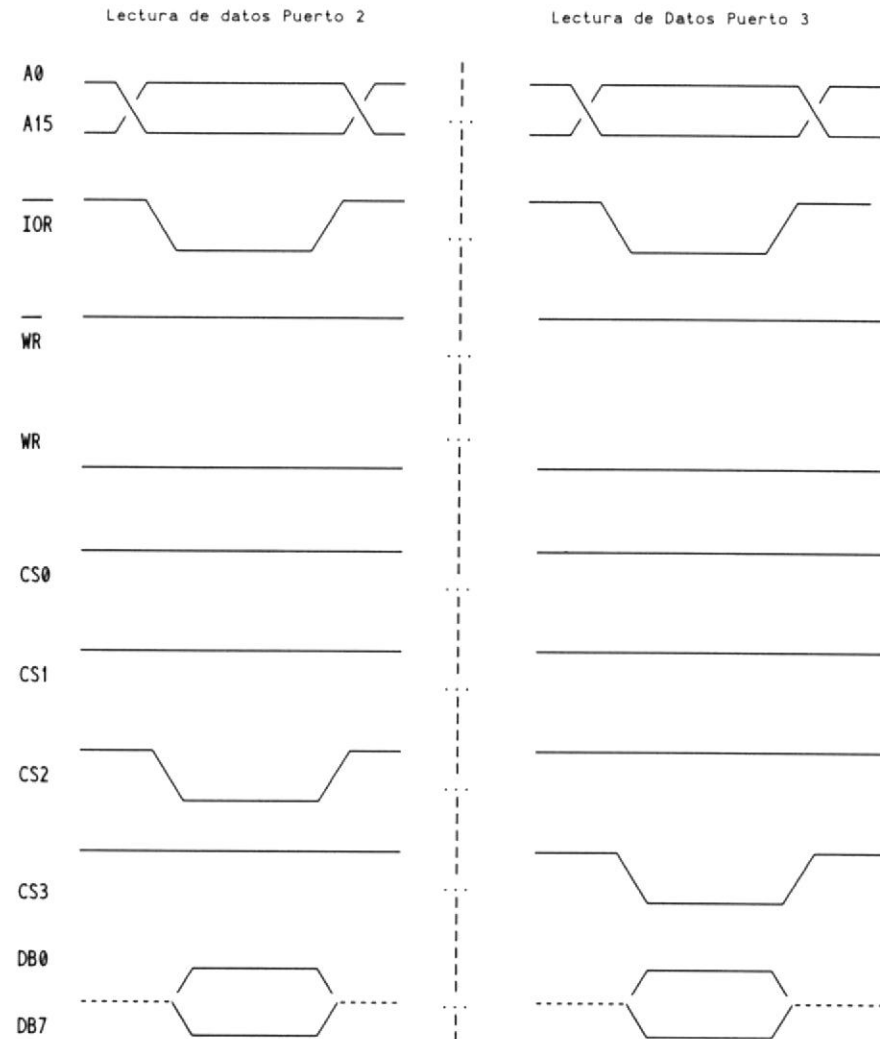 Lectura de datos Puerto 2
Lectura de Datos Puerto 3
A0
A15
IOR
WR
WR
CS0
CS1
CS2
CS3
DB0
DB7